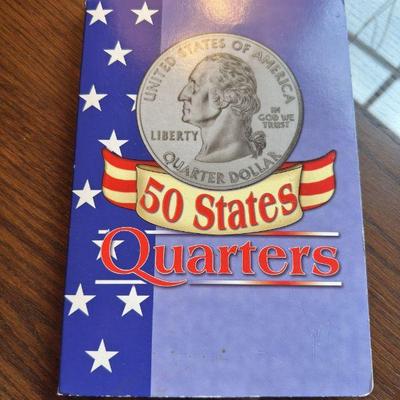 UNITED STATES OF AMERICA
IN
GOD WE
TRUST
LIBERTY
QUARTER DOLLAR
50 States
Quarters